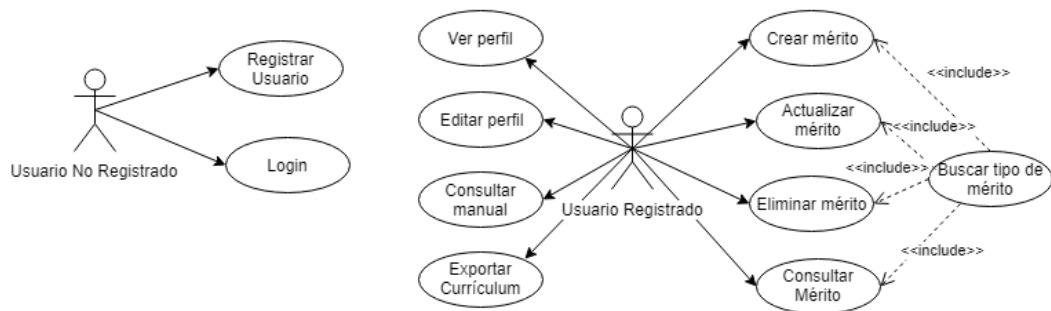 Registrar
Usuario
Login
Usuario No Registrado
Ver perfil
Editar perfil
Consultar
manual
Exportar
Currículum
Usuario Registrado
Crear mérito
Actualizar
mérito
Eliminar mérito
Consultar
Mérito
<<include>>
<<include>>
<<include>>
<<include>>
Buscar tipo de
mérito